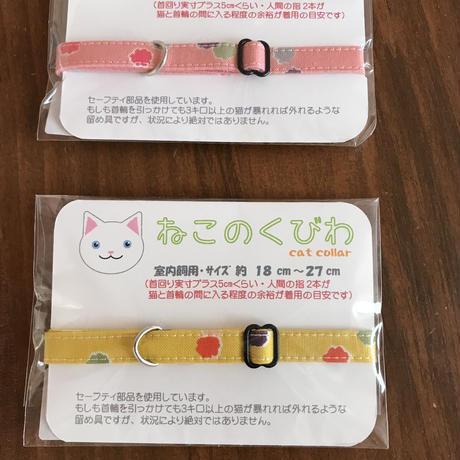 (首回り実寸プラス5cmくらい・人間の指2本が
猫と首輪の間に入る程度の余裕が着用の目安です)
セーフティ部品を使用しています。
もしも首輪を引っかけても3キロ以上の猫が暴れれば外れるような
留め具ですが、状況により絶対ではありません。
ねこのくびわ
cat collar
室内飼用・サイズ 約 18cm〜27cm
(首回り実寸プラス5cmくらい・人間の指2本が
猫と首輪の間に入る程度の余裕が着用の目安です)
セーフティ部品を使用しています。
もしも首輪を引っかけても3キロ以上の猫が暴れれば外れるような
留め具ですが、状況により絶対ではありません。